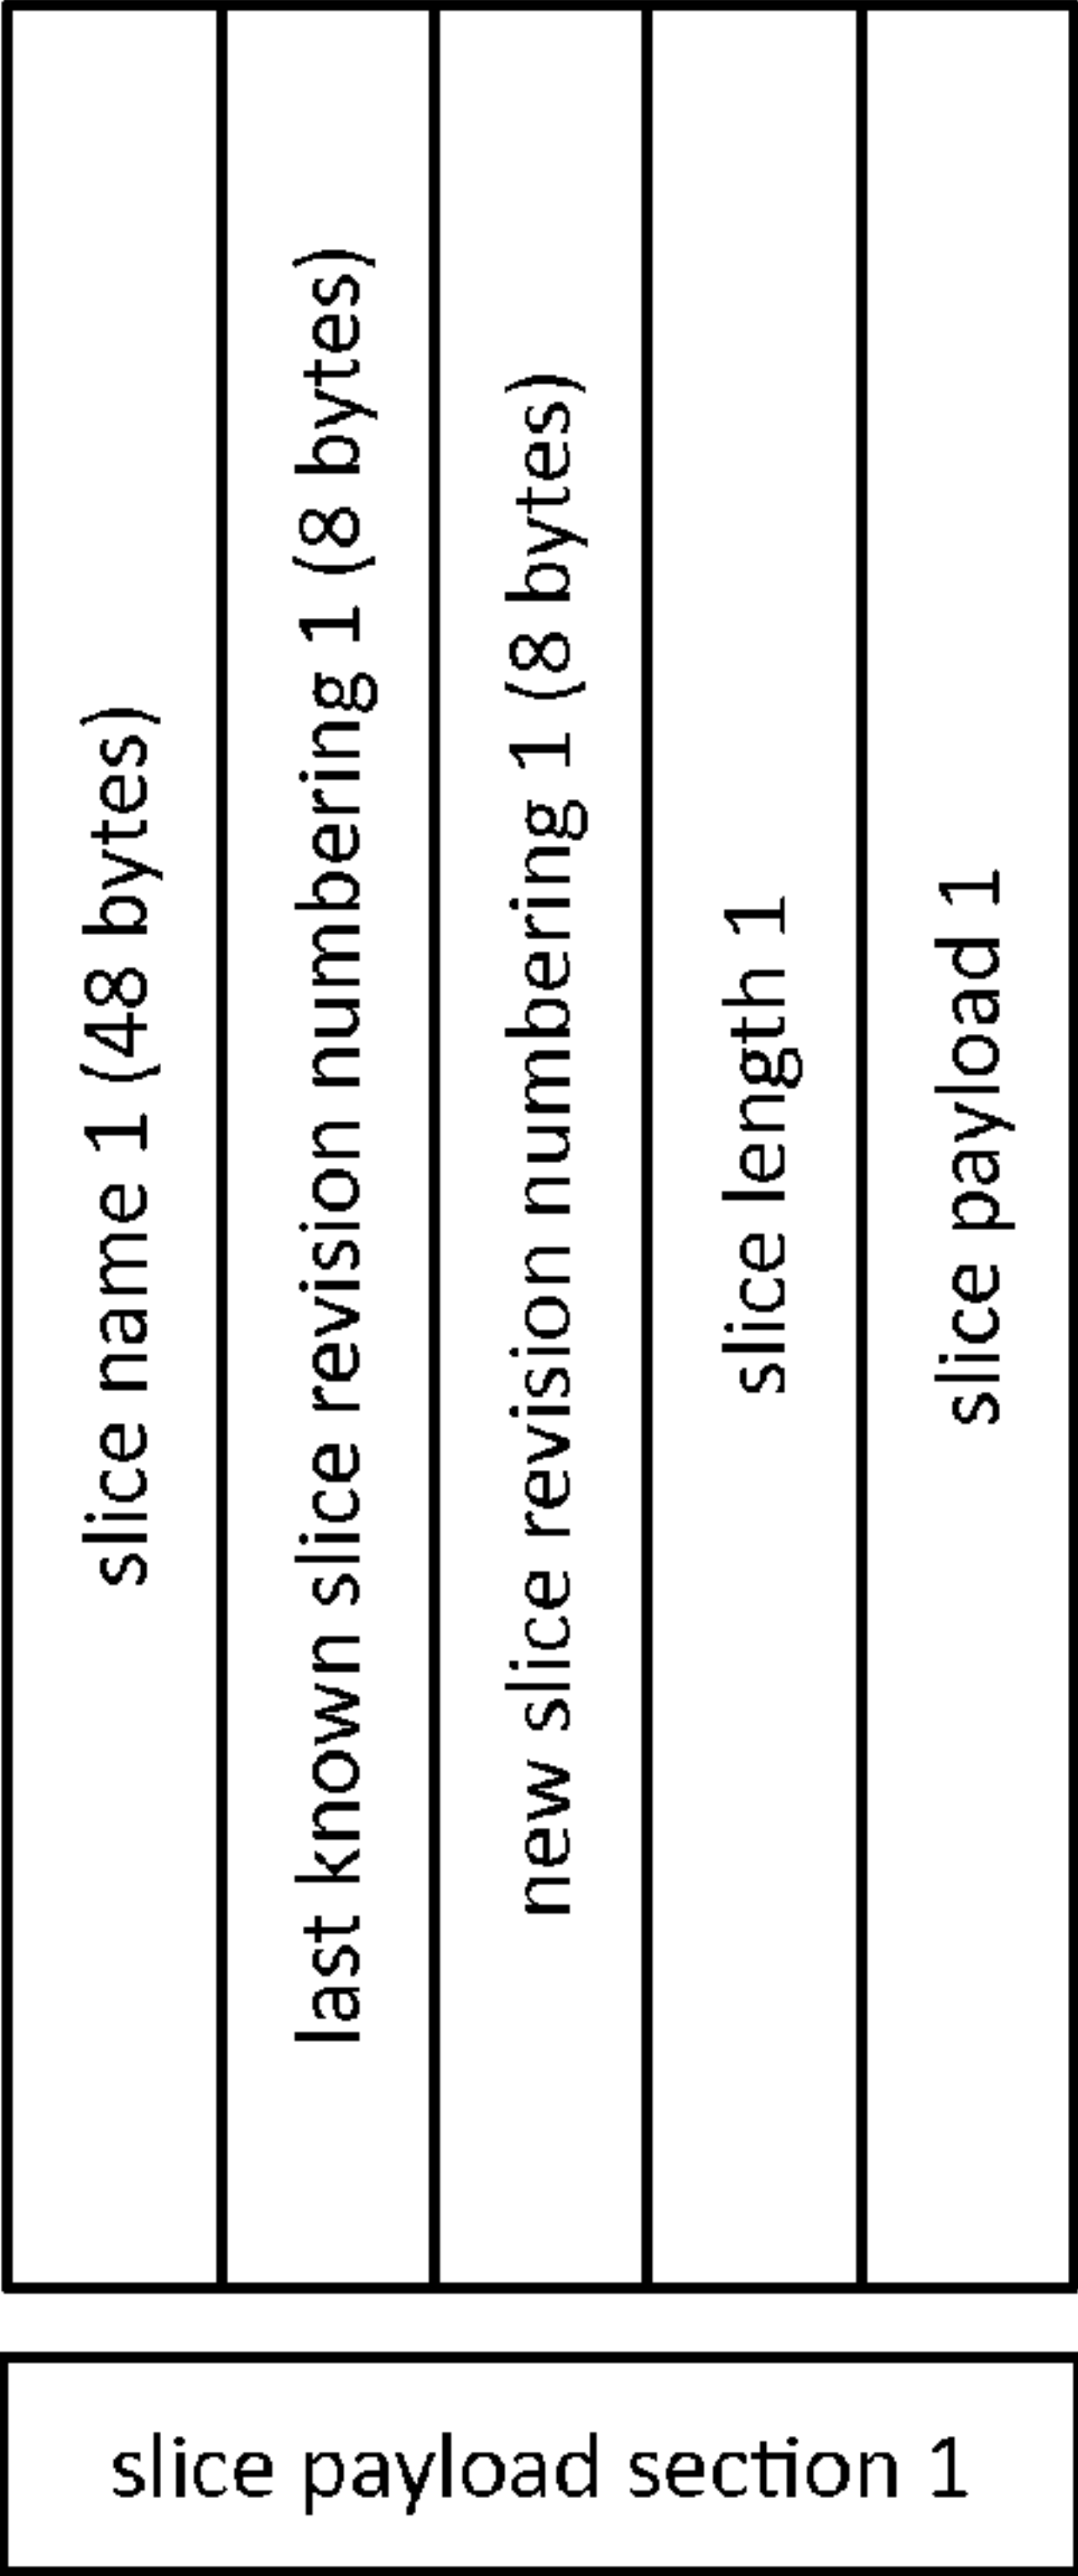 slice name 1 (48 bytes)
last known slice revision numbering 1 (8 bytes)
new slice revision numbering 1 (8 bytes)
slice length 1
slice payload 1
slice payload section 1